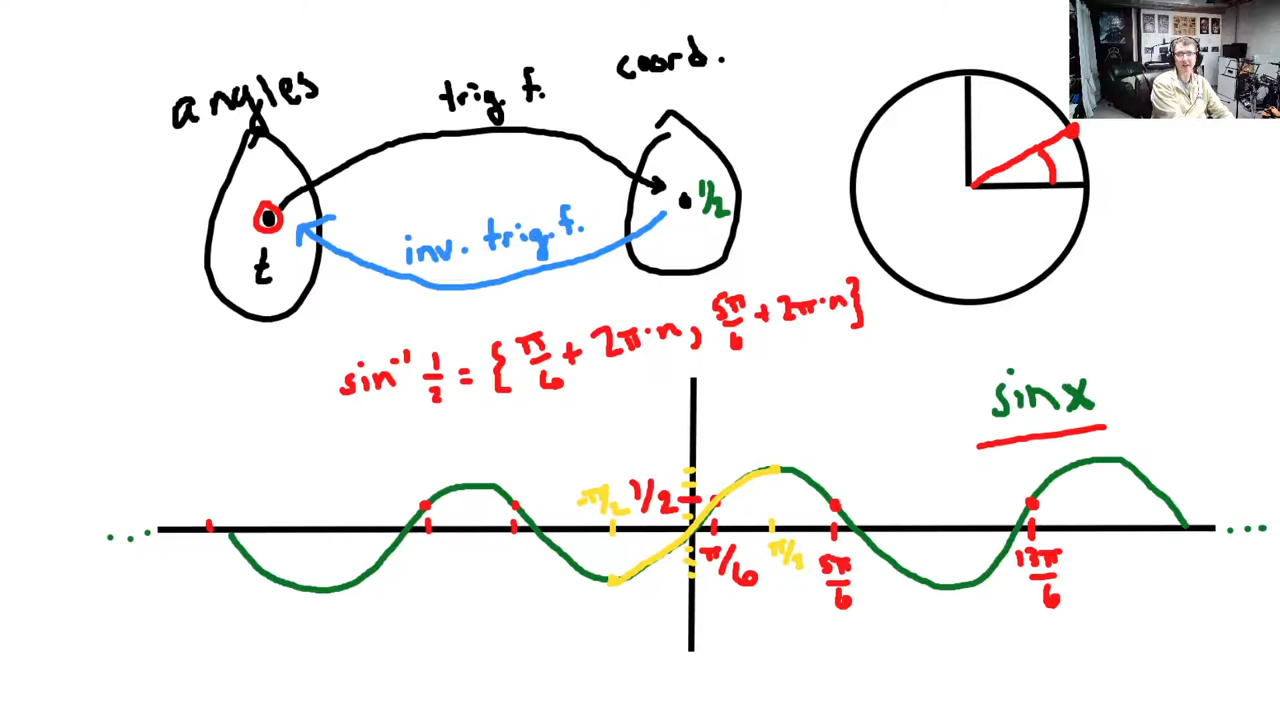 angles
trig. f.
coord.
1/2
t
inv. trig. f.
sin⁻¹ 1/2 = { π/6 + 2π·n, 5π/6 + 2π·n }
sin x
-π/2
1/2
π/6
π/2
5π/6
13π/6